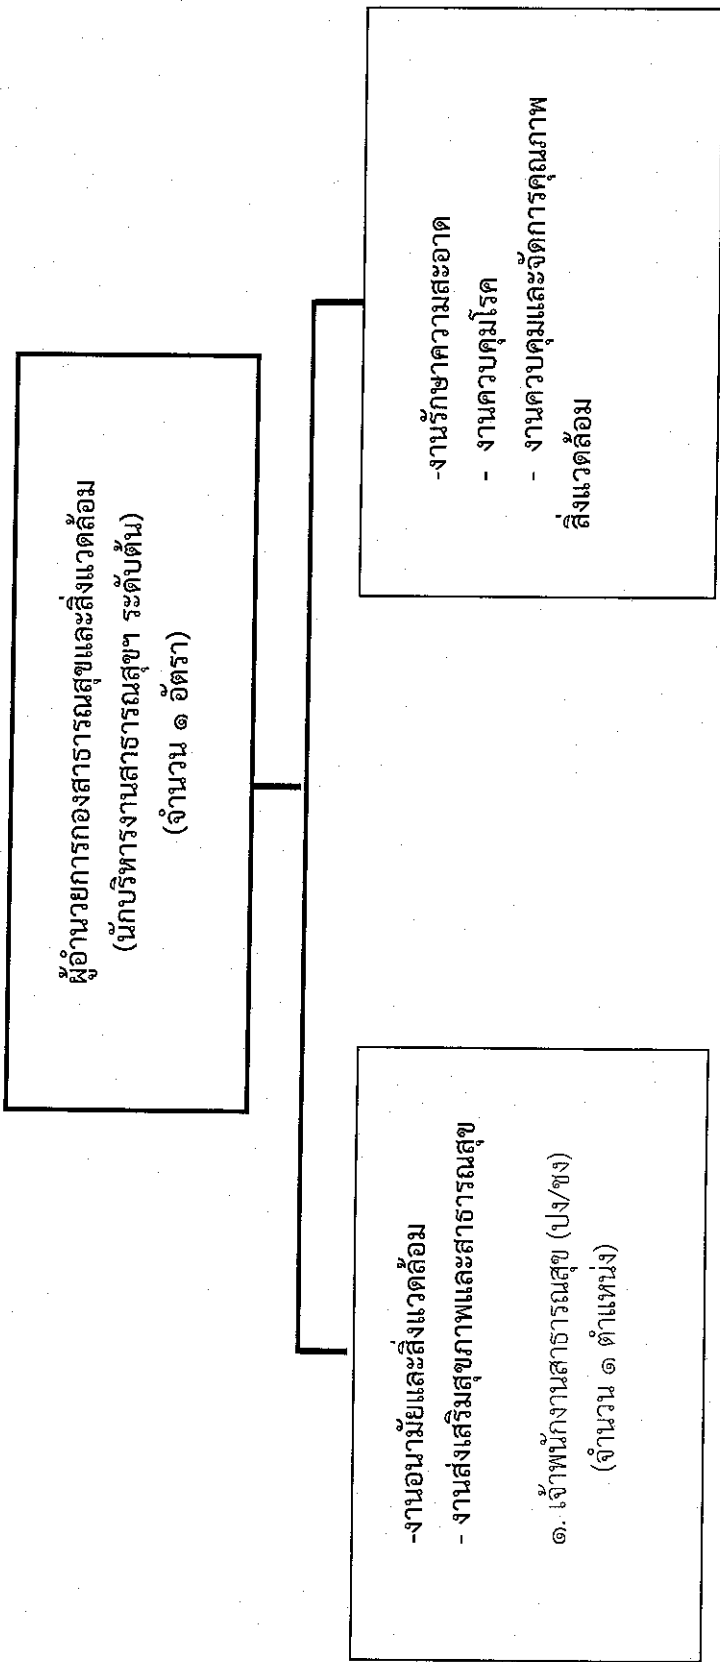 ผู้อำนวยการกองสาธารณสุขและสิ่งแวดล้อม
(นักบริหารงานสาธารณสุขฯ ระดับต้น)
(จำนวน ๑ อัตรา)
-งานอนามัยและสิ่งแวดล้อม
- งานส่งเสริมสุขภาพและสาธารณสุข
๑. เจ้าพนักงานสาธารณสุข (ปง/ชง)
(จำนวน ๑ ตำแหน่ง)
-งานรักษาความสะอาด
- งานควบคุมโรค
- งานควบคุมและจัดการคุณภาพ
สิ่งแวดล้อม